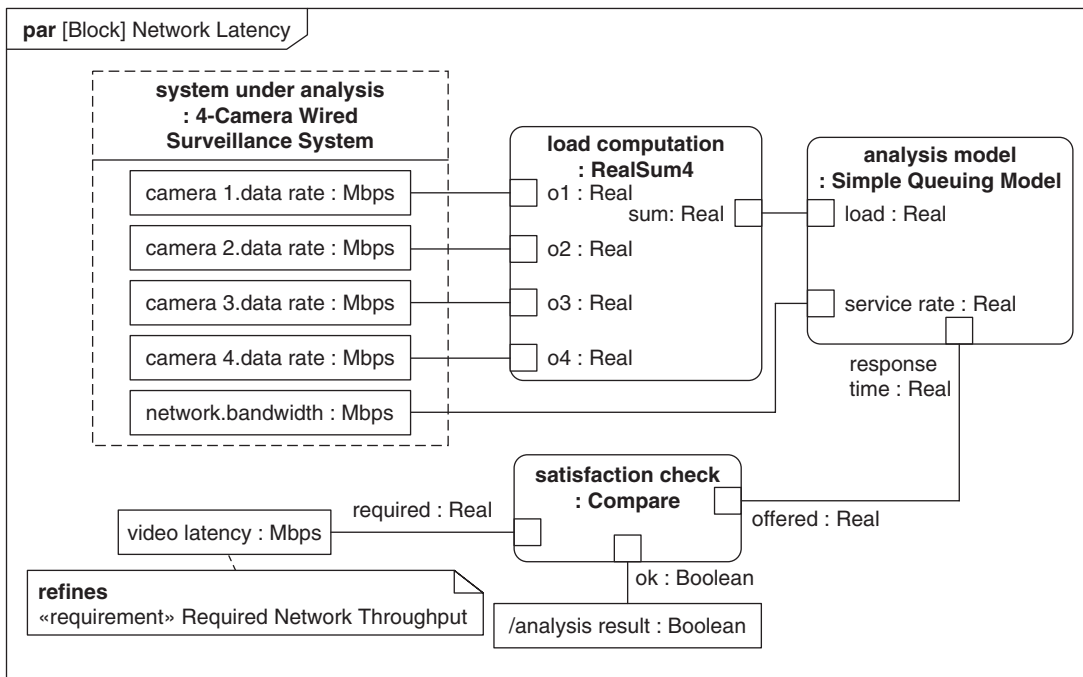 par [Block] Network Latency
system under analysis
: 4-Camera Wired
Surveillance System
camera 1.data rate : Mbps
camera 2.data rate : Mbps
camera 3.data rate : Mbps
camera 4.data rate : Mbps
network.bandwidth : Mbps
load computation
: RealSum4
o1 : Real
sum: Real
o2 : Real
o3 : Real
o4 : Real
analysis model
: Simple Queuing Model
load : Real
service rate : Real
response
time : Real
satisfaction check
: Compare
required : Real
offered : Real
ok : Boolean
video latency : Mbps
refines
«requirement» Required Network Throughput
/analysis result : Boolean